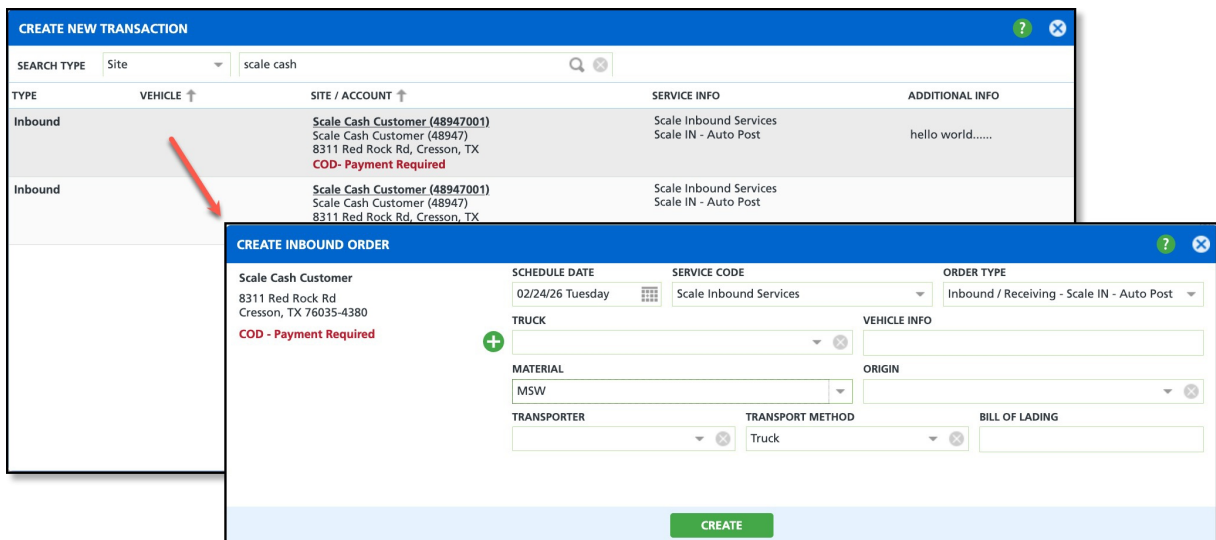 CREATE NEW TRANSACTION
?
SEARCH TYPE Site scale cash
TYPE VEHICLE SITE / ACCOUNT SERVICE INFO ADDITIONAL INFO
Inbound Scale Cash Customer (48947001) Scale Inbound Services
Scale Cash Customer (48947) Scale IN - Auto Post hello world......
8311 Red Rock Rd, Cresson, TX
COD- Payment Required
Inbound Scale Cash Customer (48947001) Scale Inbound Services
Scale Cash Customer (48947) Scale IN - Auto Post
8311 Red Rock Rd, Cresson, TX
CREATE INBOUND ORDER
?
Scale Cash Customer
8311 Red Rock Rd
Cresson, TX 76035-4380
COD - Payment Required
SCHEDULE DATE SERVICE CODE ORDER TYPE
02/24/26 Tuesday Scale Inbound Services Inbound / Receiving - Scale IN - Auto Post
TRUCK VEHICLE INFO
MATERIAL ORIGIN
MSW
TRANSPORTER TRANSPORT METHOD BILL OF LADING
Truck
CREATE